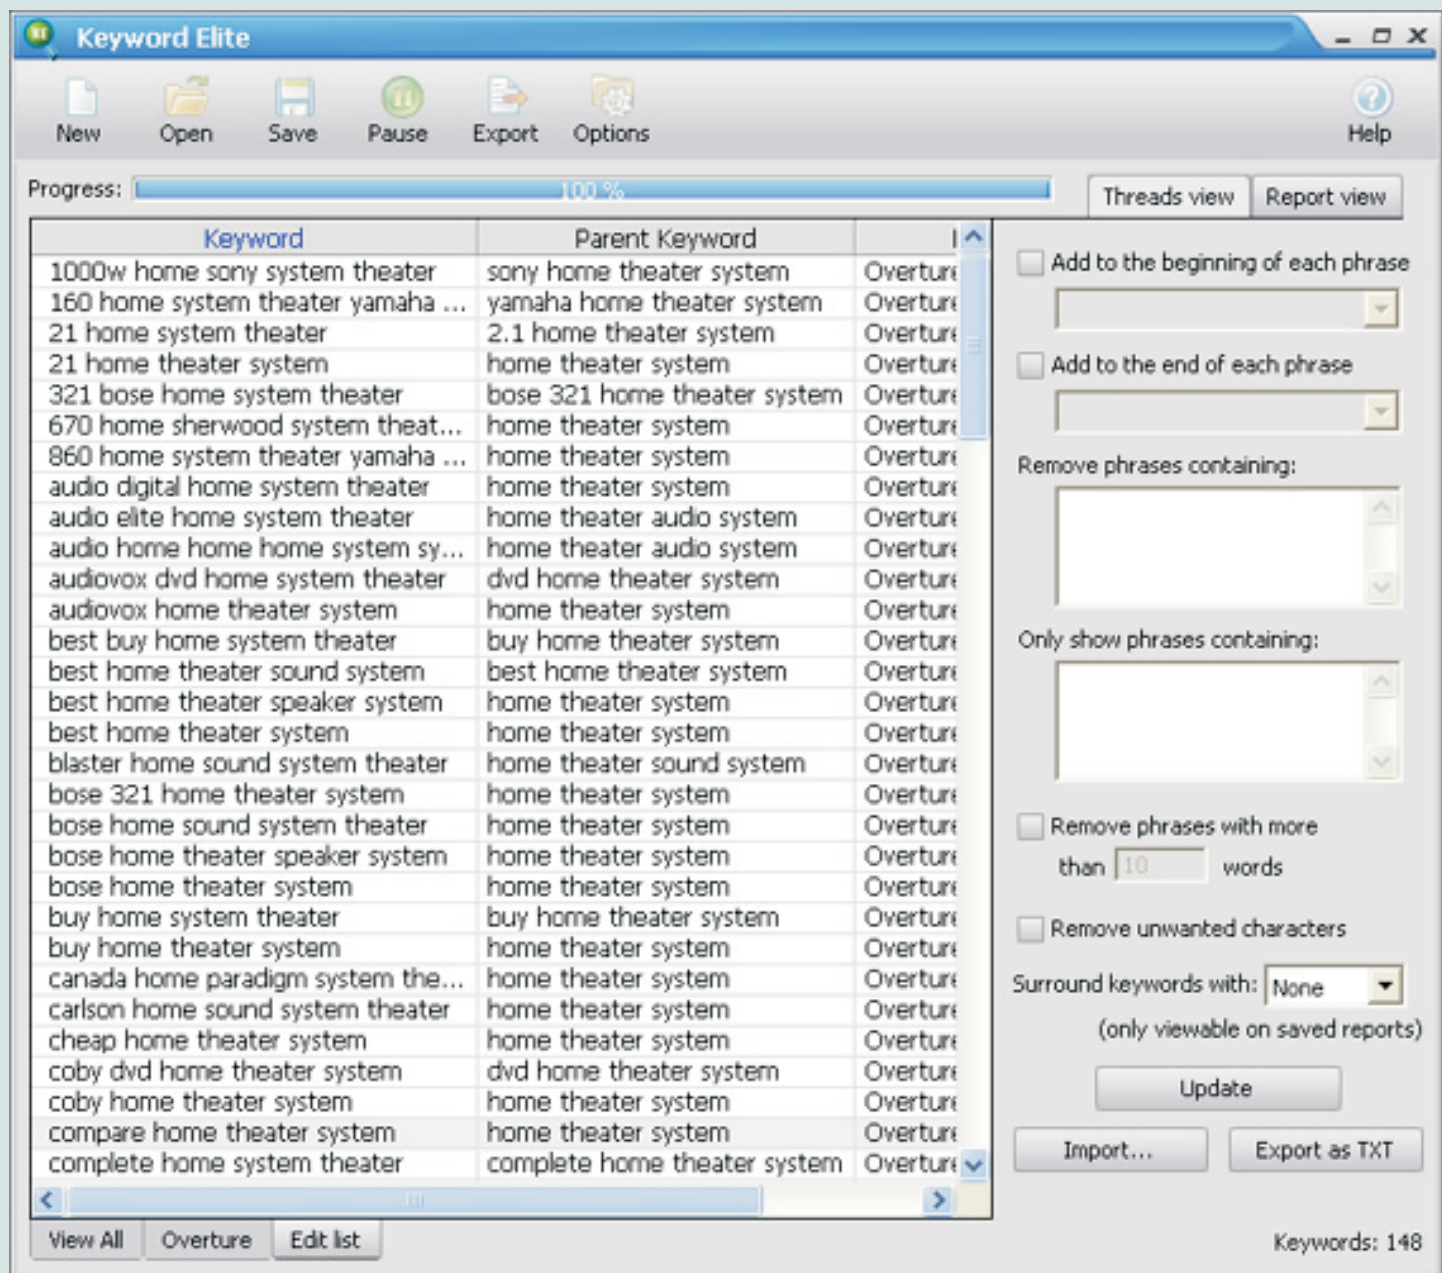 Keyword Elite
New Open Save Pause Export Options Help
Progress: 100 % Threads view Report view
Keyword Parent Keyword
1000w home sony system theater sony home theater system Overture
160 home system theater yamaha ... yamaha home theater system Overture
21 home system theater 2.1 home theater system Overture
21 home theater system home theater system Overture
321 bose home system theater bose 321 home theater system Overture
670 home sherwood system theat... home theater system Overture
860 home system theater yamaha ... home theater system Overture
audio digital home system theater home theater system Overture
audio elite home system theater home theater audio system Overture
audio home home home system sy... home theater audio system Overture
audiovox dvd home system theater dvd home theater system Overture
audiovox home theater system home theater system Overture
best buy home system theater buy home theater system Overture
best home theater sound system best home theater system Overture
best home theater speaker system home theater system Overture
best home theater system home theater system Overture
blaster home sound system theater home theater sound system Overture
bose 321 home theater system home theater system Overture
bose home sound system theater home theater system Overture
bose home theater speaker system home theater system Overture
bose home theater system home theater system Overture
buy home system theater buy home theater system Overture
buy home theater system home theater system Overture
canada home paradigm system the... home theater system Overture
carlson home sound system theater home theater system Overture
cheap home theater system home theater system Overture
coby dvd home theater system dvd home theater system Overture
coby home theater system home theater system Overture
compare home theater system home theater system Overture
complete home system theater complete home theater system Overture
View All Overture Edit list
Add to the beginning of each phrase
Add to the end of each phrase
Remove phrases containing:
Only show phrases containing:
Remove phrases with more
than 10 words
Remove unwanted characters
Surround keywords with: None
(only viewable on saved reports)
Update
Import... Export as TXT
Keywords: 148